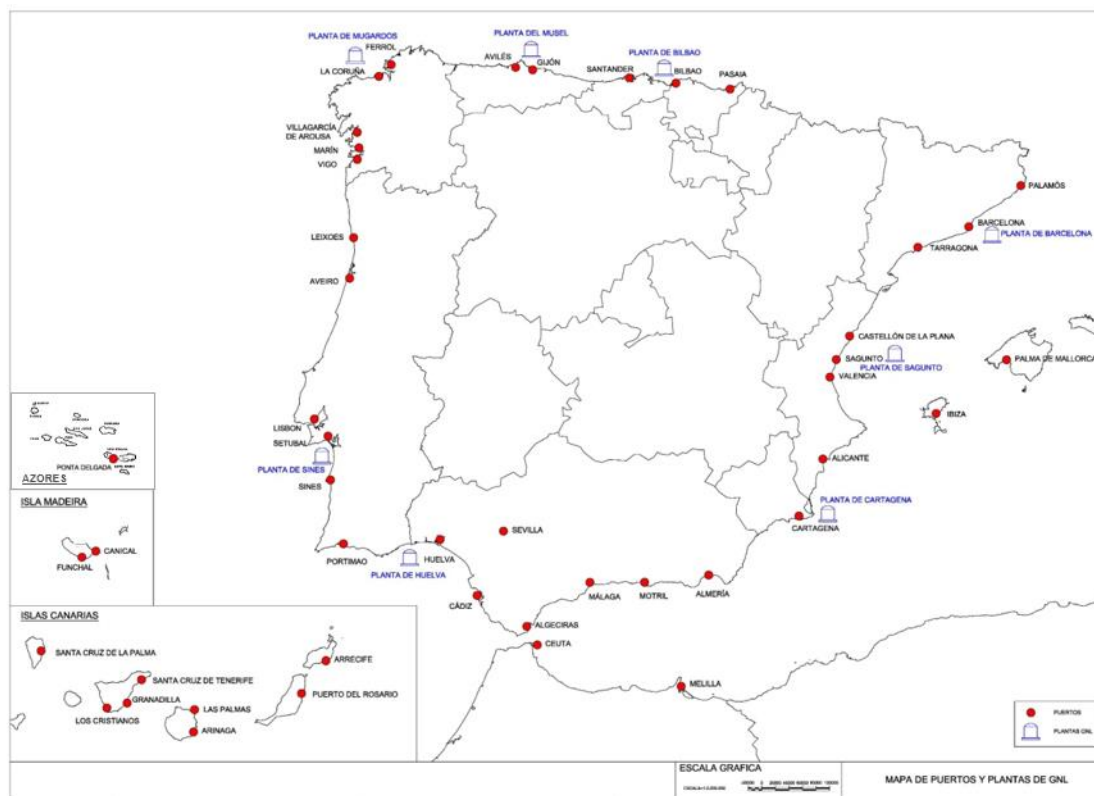 PLANTA DE MUGARDOS
FERROL
LA CORUÑA
PLANTA DEL MUSEL
AVILÉS
GIJÓN
PLANTA DE BILBAO
SANTANDER
BILBAO
PASAIA
VILLAGARCÍA
DE AROUSA
MARÍN
VIGO
PALAMÓS
BARCELONA
PLANTA DE BARCELONA
TARRAGONA
LEIXOES
AVEIRO
CASTELLÓN DE LA PLANA
SAGUNTO
PLANTA DE SAGUNTO
VALENCIA
PALMA DE MALLORCA
IBIZA
LISBON
SETUBAL
PLANTA DE SINES
SINES
ALICANTE
PLANTA DE CARTAGENA
CARTAGENA
SEVILLA
PORTIMAO
HUELVA
PLANTA DE HUELVA
CÁDIZ
MÁLAGA
MOTRIL
ALMERÍA
ALGECIRAS
CEUTA
MELILLA
PONTA DELGADA
AZORES
ISLA MADEIRA
CANICAL
FUNCHAL
ISLAS CANARIAS
SANTA CRUZ DE LA PALMA
ARRECIFE
SANTA CRUZ DE TENERIFE
PUERTO DEL ROSARIO
GRANADILLA
LOS CRISTIANOS
LAS PALMAS
ARINAGA
PUERTOS
PLANTAS GNL
ESCALA GRAFICA
MAPA DE PUERTOS Y PLANTAS DE GNL